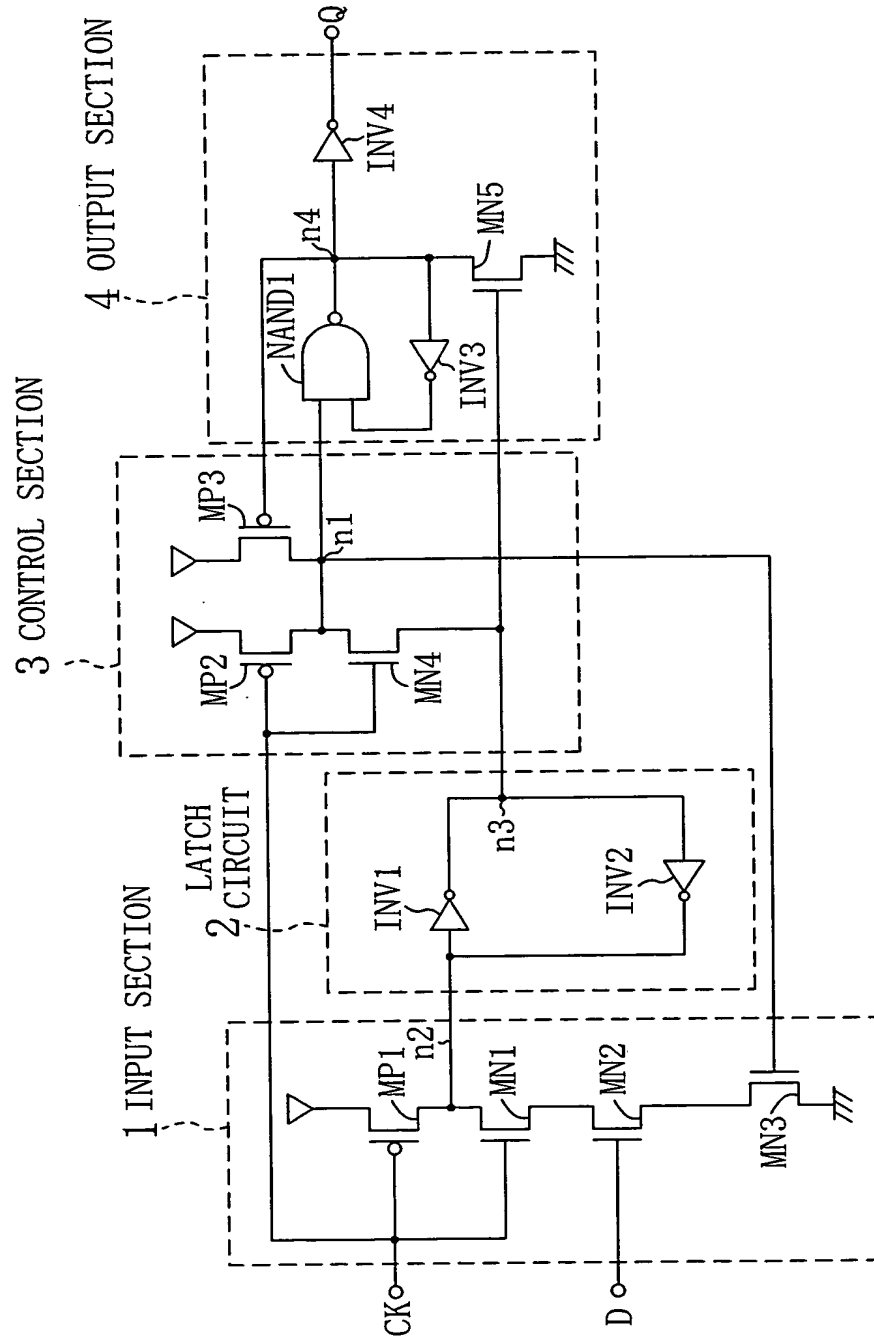 1 INPUT SECTION
CK
D
MP1
MN1
MN2
MN3
n2
2 LATCH CIRCUIT
INV1
INV2
n3
3 CONTROL SECTION
MP2
MP3
MN4
n1
4 OUTPUT SECTION
NAND1
n4
INV3
INV4
MN5
Q